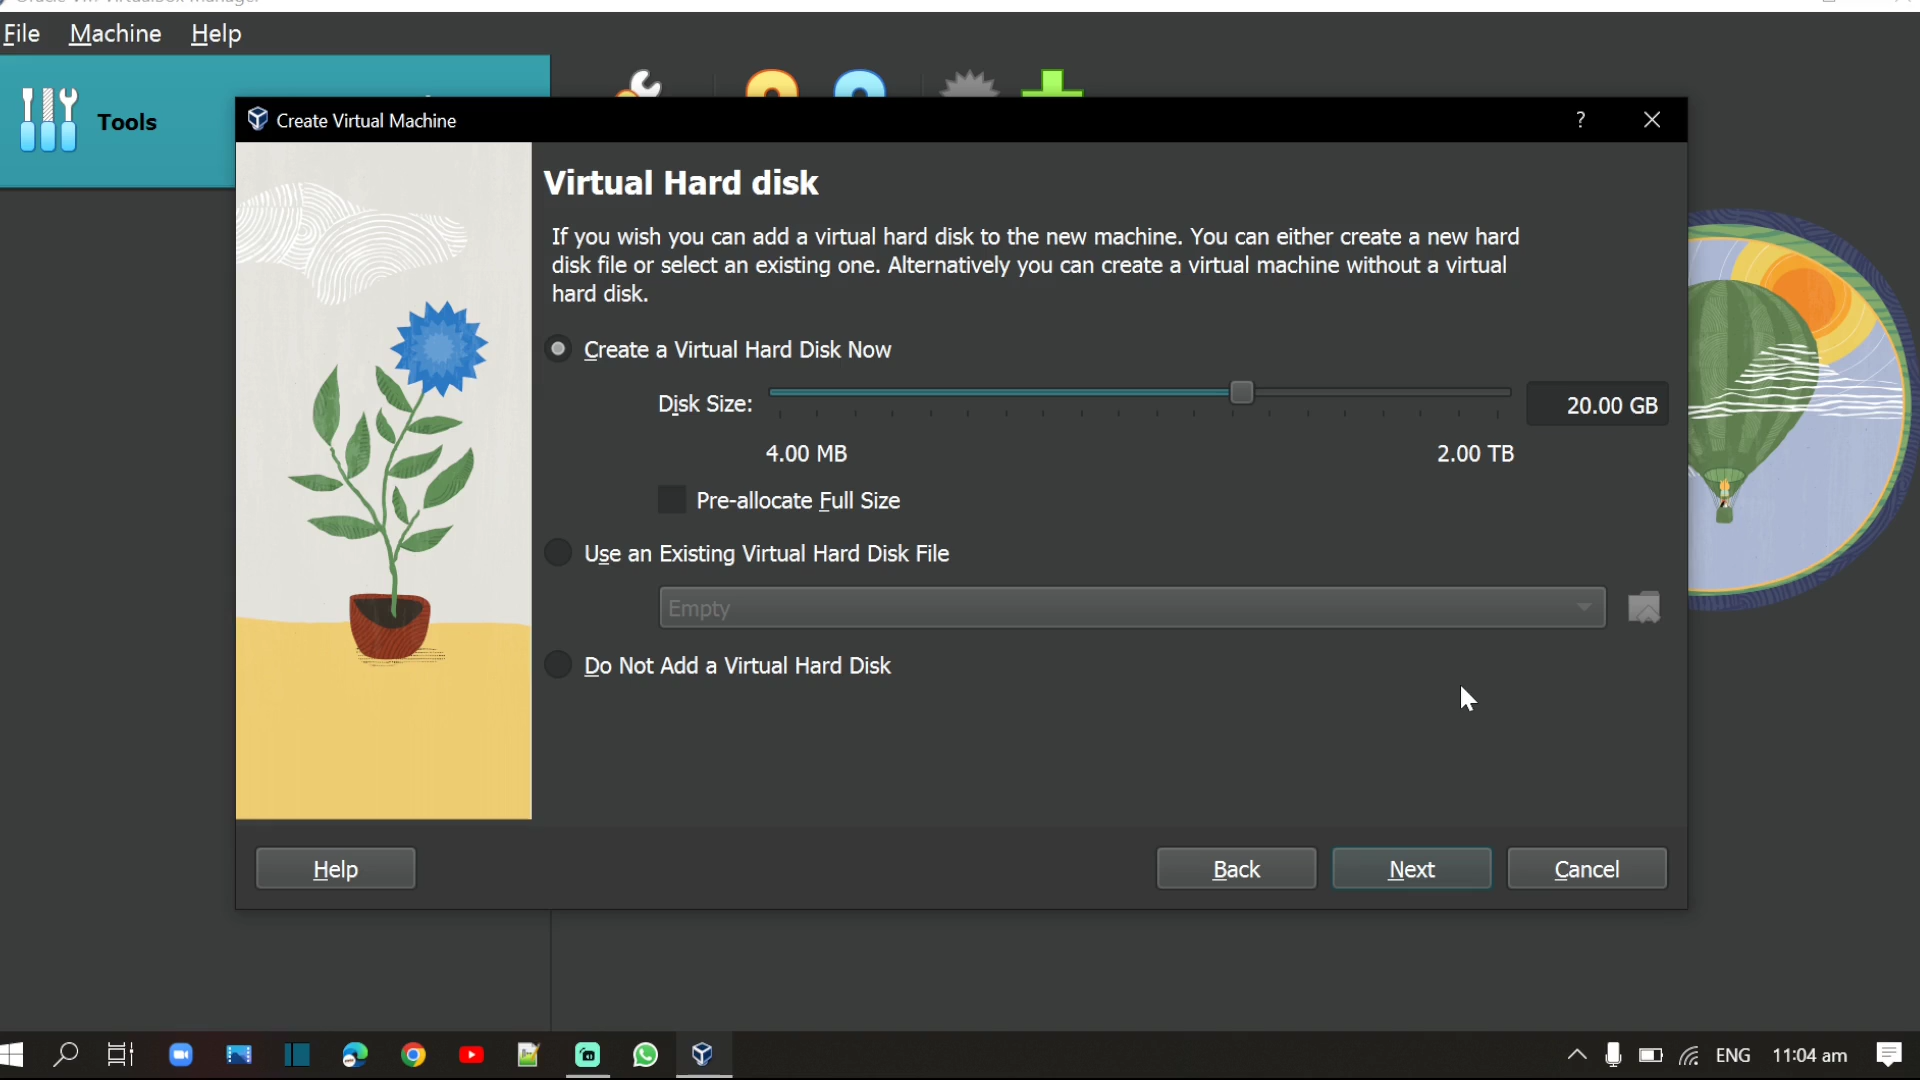 File Machine Help
Tools
Create Virtual Machine
?
Virtual Hard disk
If you wish you can add a virtual hard disk to the new machine. You can either create a new hard
disk file or select an existing one. Alternatively you can create a virtual machine without a virtual
hard disk.
Create a Virtual Hard Disk Now
Disk Size:
20.00 GB
4.00 MB 2.00 TB
Pre-allocate Full Size
Use an Existing Virtual Hard Disk File
Empty
Do Not Add a Virtual Hard Disk
Help Back Next Cancel
ENG 11:04 am